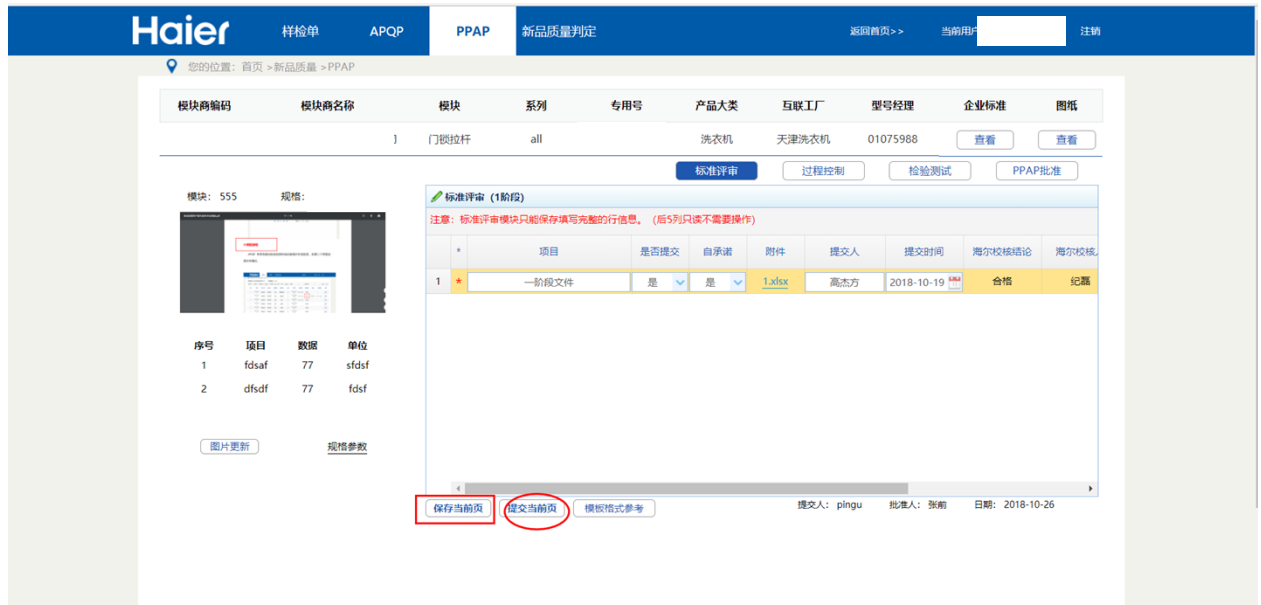 Haier 样检单 APQP PPAP 新品质量判定 返回首页>> 当前用户 注销
您的位置: 首页 >新品质量 >PPAP
模块商编码 模块商名称 模块 系列 专用号 产品大类 互联工厂 型号经理 企业标准 图纸
门锁拉杆 all 洗衣机 天津洗衣机 01075988 查看 查看
标准评审 过程控制 检验测试 PPAP批准
模块: 555 规格:
标准评审 (1阶段)
注意: 标准评审模块只能保存填写完整的行信息。 (后5列只读不需要操作)
* 项目 是否提交 自承诺 附件 提交人 提交时间 海尔校核结论 海尔校核人
1 * 一阶段文件 是 是 1.xlsx 高杰方 2018-10-19 合格 纪磊
序号 项目 数据 单位
1 fdsaf 77 sfdsf
2 dfsdf 77 fdsf
图片更新 规格参数
保存当前页 提交当前页 模板格式参考 提交人: pingu 批准人: 张前 日期: 2018-10-26